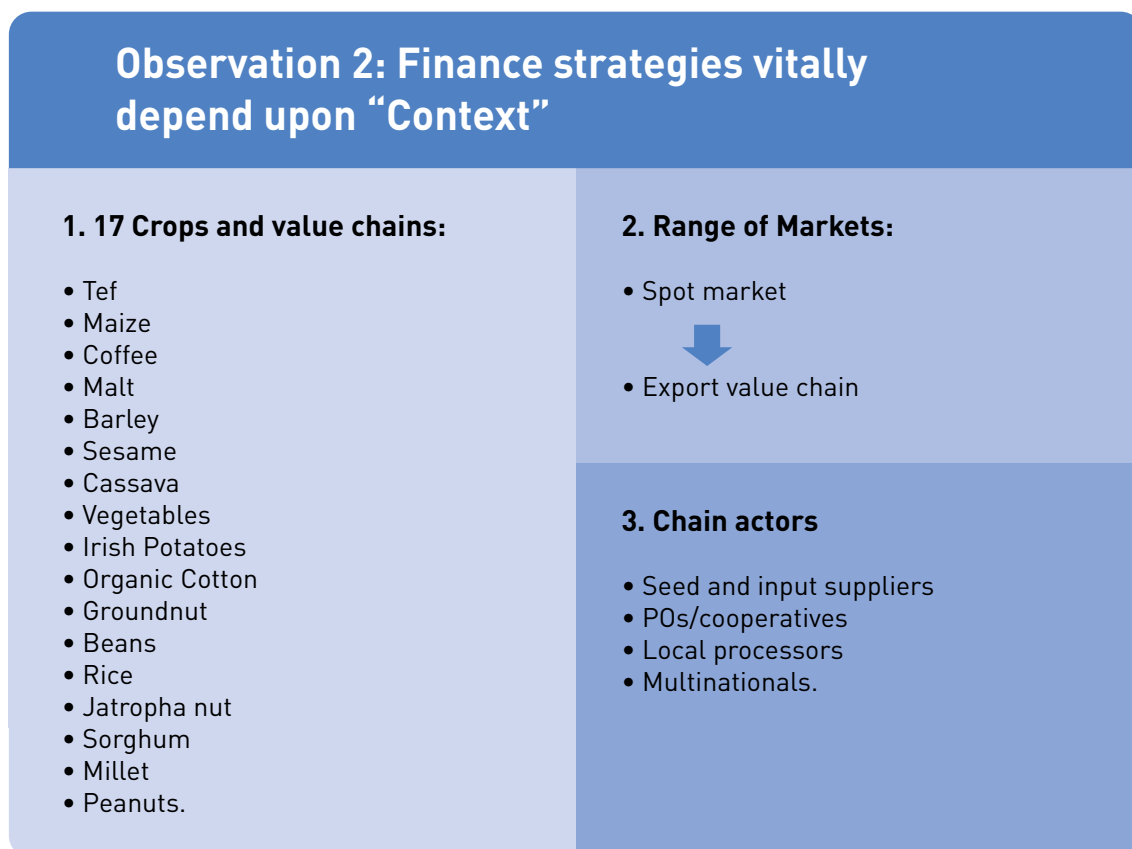 Observation 2: Finance strategies vitally
depend upon “Context”
1. 17 Crops and value chains:
• Tef
• Maize
• Coffee
• Malt
• Barley
• Sesame
• Cassava
• Vegetables
• Irish Potatoes
• Organic Cotton
• Groundnut
• Beans
• Rice
• Jatropha nut
• Sorghum
• Millet
• Peanuts.
2. Range of Markets:
• Spot market
• Export value chain
3. Chain actors
• Seed and input suppliers
• POs/cooperatives
• Local processors
• Multinationals.